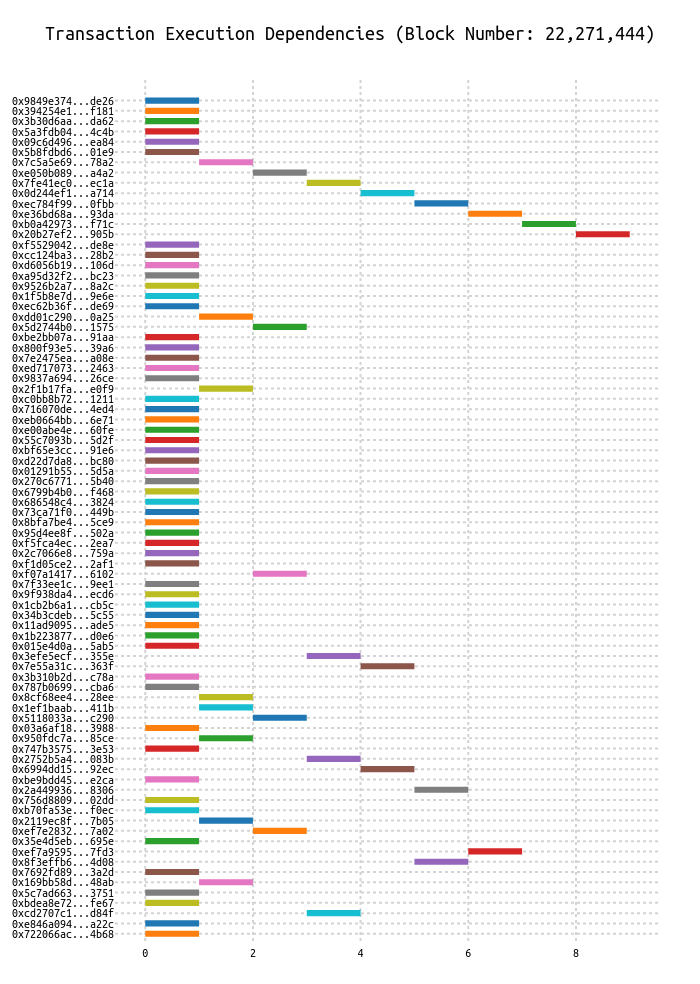 Transaction Execution Dependencies (Block Number: 22,271,444)
0x9849e374...de26
0x394254e1...f181
0x3b30d6aa...da62
0x5a3fdb04...4c4b
0x09c6d496...ea84
0x5b8fdbd6...01e9
0x7c5a5e69...78a2
0xe050b089...a4a2
0x7fe41ec0...ec1a
0x0d244ef1...a714
0xec784f99...0fbb
0xe36bd68a...93da
0xb0a42973...f71c
0x20b27ef2...905b
0xf5529042...de8e
0xcc124ba3...28b2
0xd6056b19...106d
0xa95d32f2...bc23
0x9526b2a7...8a2c
0x1f5b8e7d...9e6e
0xec62b36f...de69
0xdd01c290...0a25
0x5d2744b0...1575
0xbe2bb07a...91aa
0x800f93e5...39a6
0x7e2475ea...a08e
0xed717073...2463
0x9837a694...26ce
0x2f1b17fa...e0f9
0xc0bb8b72...1211
0x716070de...4ed4
0xeb0664bb...6e71
0xe00abe4e...60fe
0x55c7093b...5d2f
0xbf65e3cc...91e6
0xd22d7da8...bc80
0x01291b55...5d5a
0x270c6771...5b40
0x6799b4b0...f468
0x686548c4...3824
0x73ca71f0...449b
0x8bfa7be4...5ce9
0x95d4ee8f...502a
0xf5fca4ec...2ea7
0x2c7066e8...759a
0xf1d05ce2...2af1
0xf07a1417...6102
0x7f33ee1c...9ee1
0x9f938da4...ecd6
0x1cb2b6a1...cb5c
0x34b3cdeb...5c55
0x11ad9095...ade5
0x1b223877...d0e6
0x015e4d0a...5ab5
0x3efe5ecf...355e
0x7e55a31c...363f
0x3b310b2d...c78a
0x787b0699...cba6
0x8cf68ee4...28ee
0x1ef1baab...411b
0x5118033a...c290
0x03a6af18...3988
0x950fdc7a...85ce
0x747b3575...3e53
0x2752b5a4...083b
0x6994dd15...92ec
0xbe9bdd45...e2ca
0x2a449936...8306
0x756d8809...02dd
0xb70fa53e...f0ec
0x2119ec8f...7b05
0xef7e2832...7a02
0x35e4d5eb...695e
0xef7a9595...7fd3
0x8f3effb6...4d08
0x7692fd89...3a2d
0x169bb58d...48ab
0x5c7ad663...3751
0xbdea8e72...fe67
0xcd2707c1...d84f
0xe846a094...a22c
0x722066ac...4b68
0 2 4 6 8